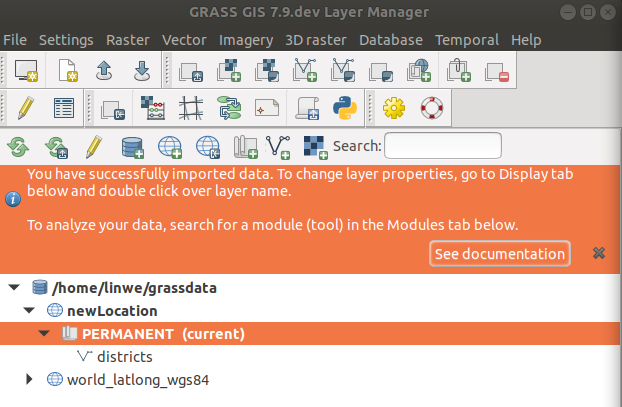 GRASS GIS 7.9.dev Layer Manager
File Settings Raster Vector Imagery 3D raster Database Temporal Help
Search:
You have successfully imported data. To change layer properties, go to Display tab
below and double click over layer name.
To analyze your data, search for a module (tool) in the Modules tab below.
See documentation
/home/linwe/grassdata
newLocation
PERMANENT (current)
districts
world_latlong_wgs84